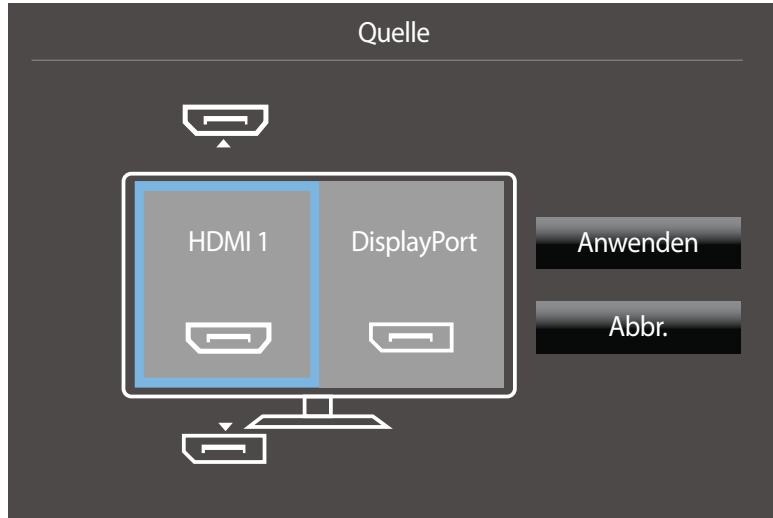 Quelle
HDMI 1
DisplayPort
Anwenden
Abbr.